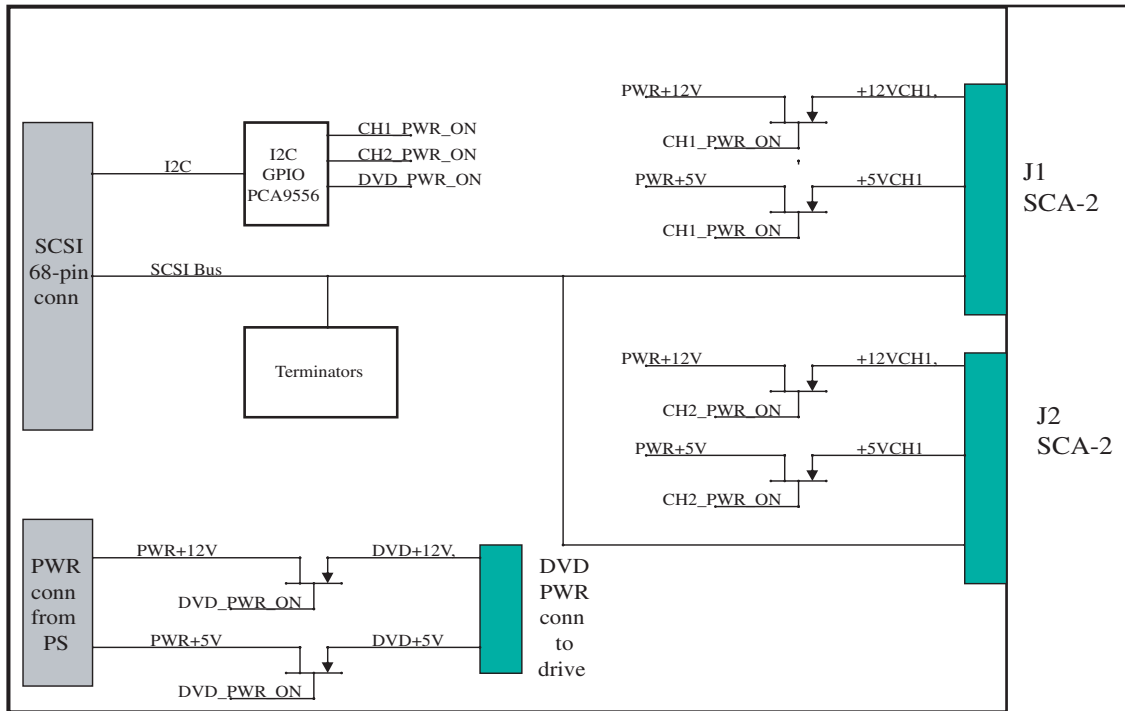 PWR+12V
+12VCH1,
CH1_PWR_ON
PWR+5V
+5VCH1
CH1_PWR_ON
J1
SCA-2
I2C
I2C
GPIO
PCA9556
CH1_PWR_ON
CH2_PWR_ON
DVD_PWR_ON
SCSI
68-pin
conn
SCSI Bus
Terminators
PWR+12V
+12VCH1,
CH2_PWR_ON
PWR+5V
+5VCH1
CH2_PWR_ON
J2
SCA-2
PWR
conn
from
PS
PWR+12V
DVD+12V,
DVD_PWR_ON
PWR+5V
DVD+5V
DVD_PWR_ON
DVD
PWR
conn
to
drive